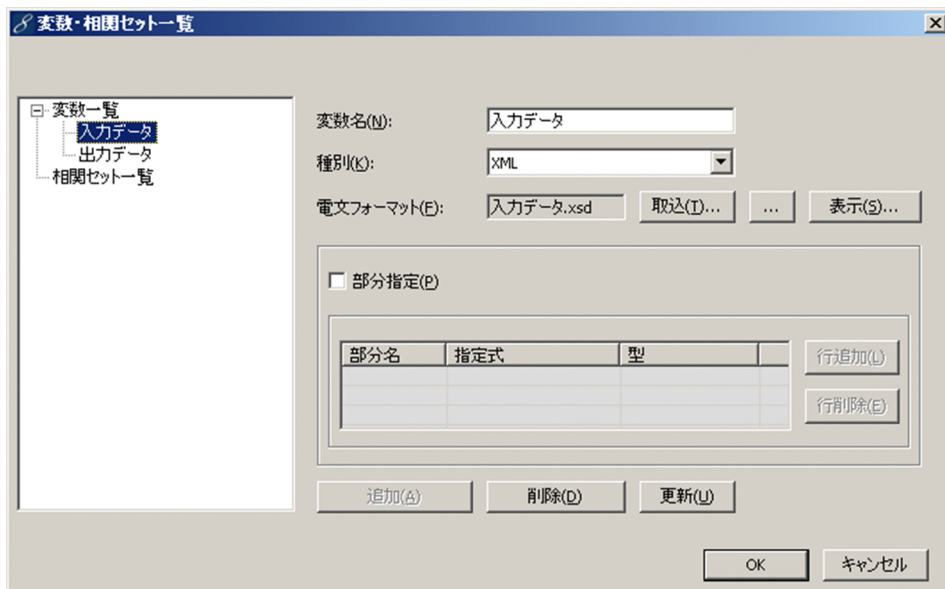 変数・相関セット一覧
変数一覧
入力データ
出力データ
相関セット一覧
変数名(N): 入力データ
種別(K): XML
電文フォーマット(F): 入力データ.xsd 取込(T)... ... 表示(S)...
部分指定(P)
部分名 指定式 型
行追加(L)
行削除(E)
追加(A) 削除(D) 更新(U)
OK キャンセル